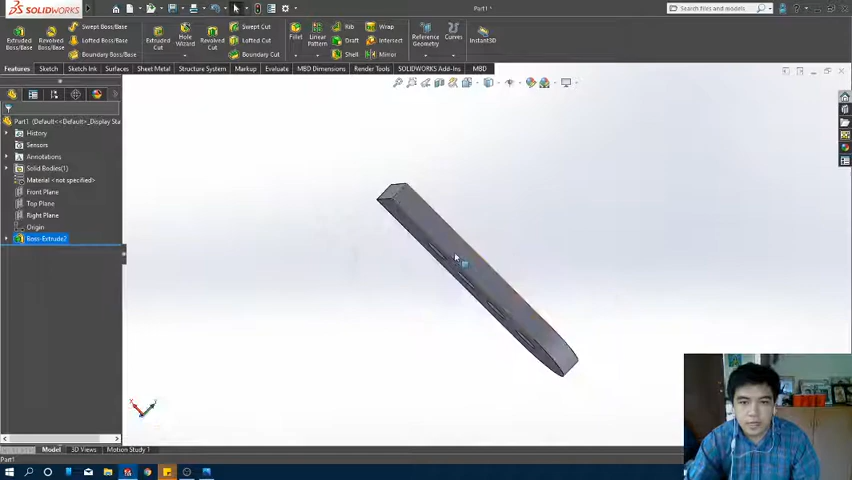 SOLIDWORKS
Part1 *
Search files and models
Extruded Boss/Base
Revolved Boss/Base
Swept Boss/Base
Lofted Boss/Base
Boundary Boss/Base
Extruded Cut
Hole Wizard
Revolved Cut
Swept Cut
Lofted Cut
Boundary Cut
Fillet
Linear Pattern
Rib
Draft
Shell
Wrap
Intersect
Mirror
Reference Geometry
Curves
Instant3D
Features
Sketch
Sketch Ink
Surfaces
Sheet Metal
Structure System
Markup
Evaluate
MBD Dimensions
Render Tools
SOLIDWORKS Add-Ins
MBD
Part1 (Default<<Default>_Display Sta
History
Sensors
Annotations
Solid Bodies(1)
Material <not specified>
Front Plane
Top Plane
Right Plane
Origin
Boss-Extrude2
Model
3D Views
Motion Study 1
Part1